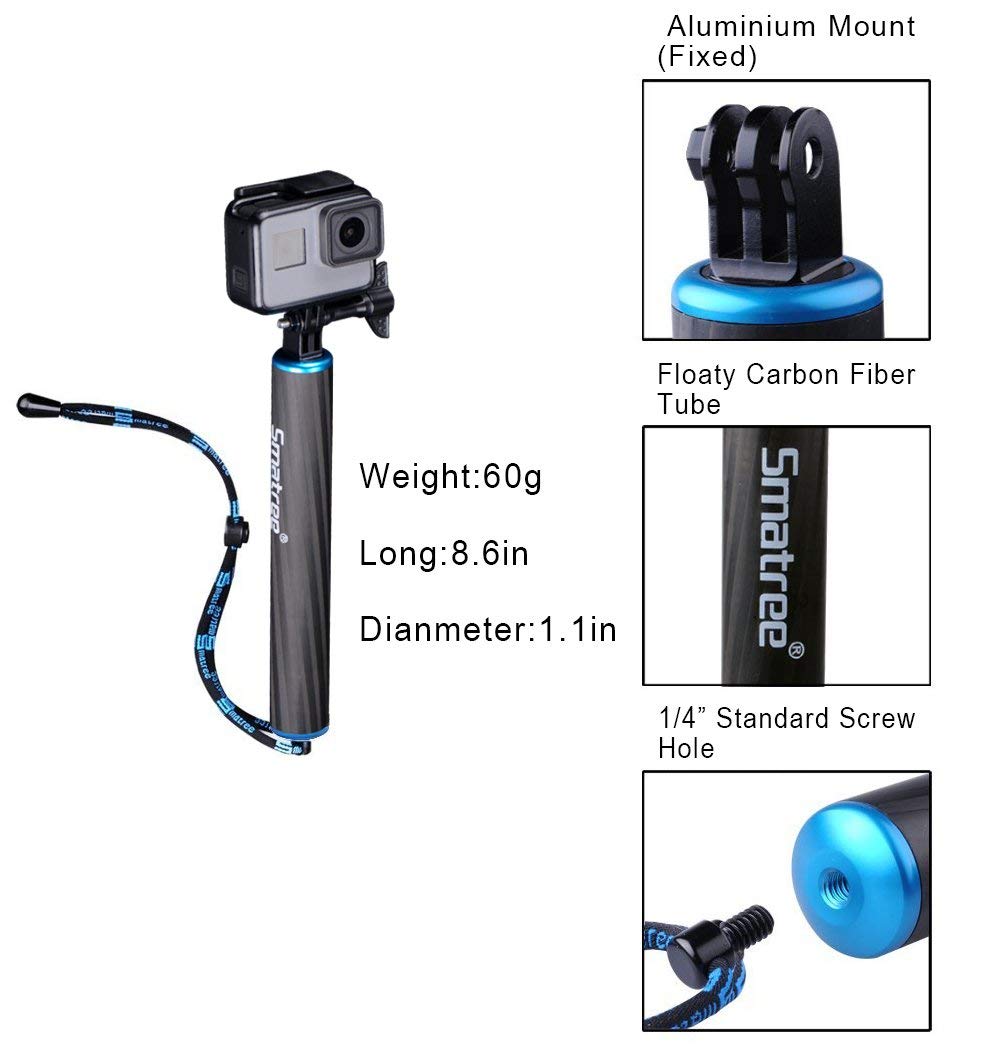 Aluminium Mount
(Fixed)
Smatree®
Weight:60g
Long:8.6in
Dianmeter:1.1in
Floaty Carbon Fiber
Tube
Smatree®
1/4” Standard Screw
Hole